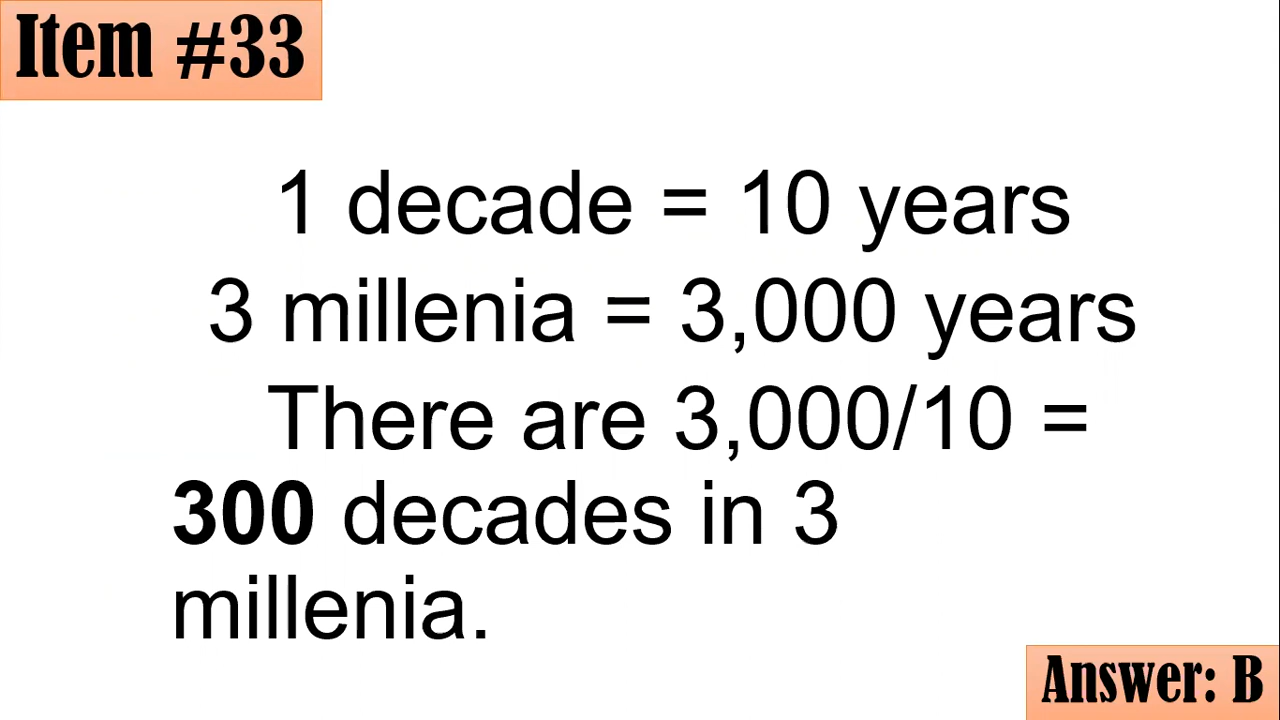 Item #33
1 decade = 10 years
3 millenia = 3,000 years
There are 3,000/10 =
300 decades in 3
millenia.
Answer: B